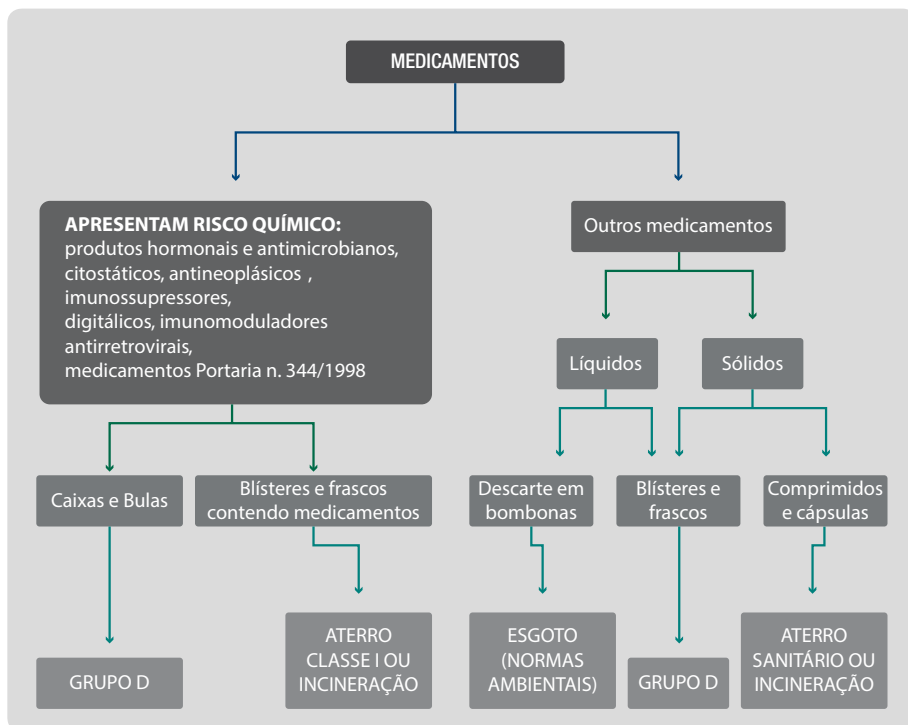 MEDICAMENTOS
APRESENTAM RISCO QUÍMICO:
produtos hormonais e antimicrobianos,
citostáticos, antineoplásicos ,
imunossupressores,
digitálicos, imunomoduladores
antirretrovirais,
medicamentos Portaria n. 344/1998
Outros medicamentos
Líquidos
Sólidos
Caixas e Bulas
Blísteres e frascos
contendo medicamentos
Descarte em
bombonas
Blísteres e
frascos
Comprimidos
e cápsulas
GRUPO D
ATERRO
CLASSE I OU
INCINERAÇÃO
ESGOTO
(NORMAS
AMBIENTAIS)
GRUPO D
ATERRO
SANITÁRIO OU
INCINERAÇÃO